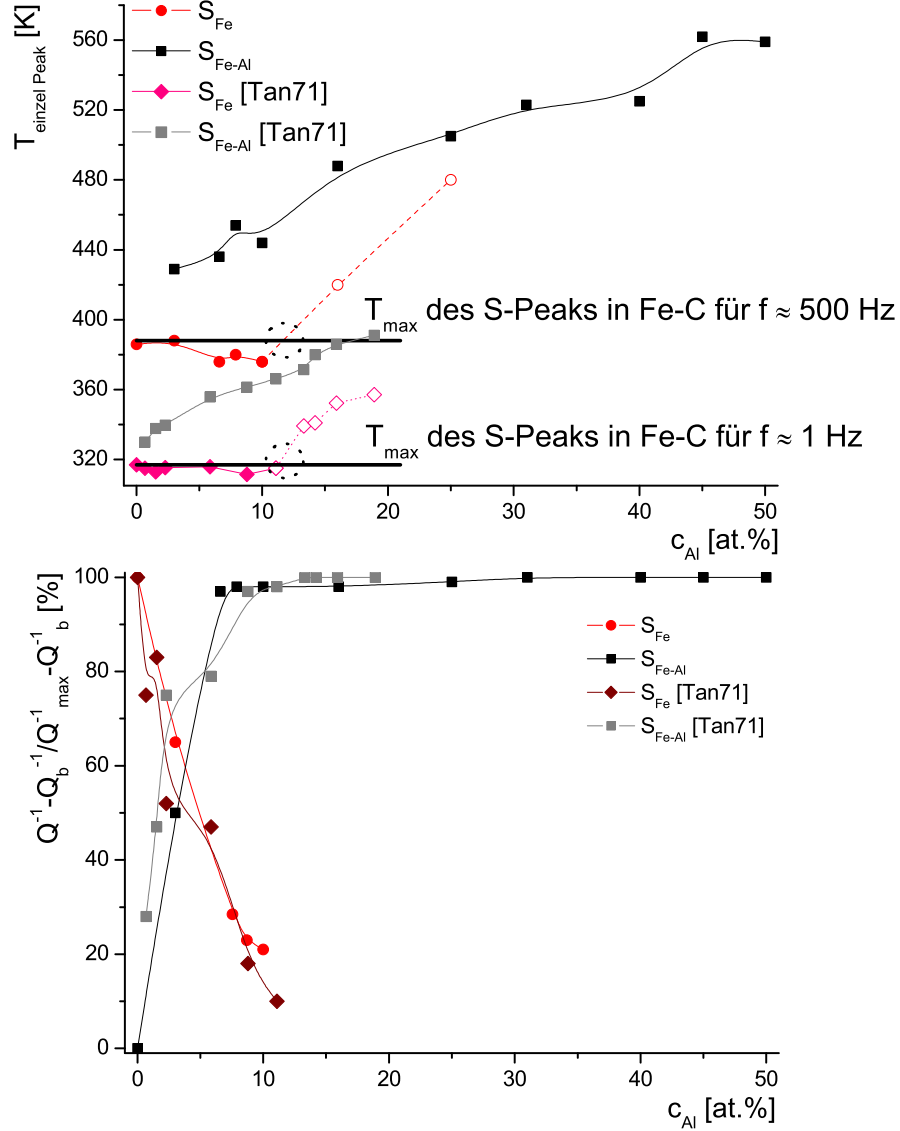 T_einzel Peak [K]
S_Fe
S_Fe-Al
S_Fe [Tan71]
S_Fe-Al [Tan71]
560
520
480
440
400
360
320
T_max des S-Peaks in Fe-C für f ≈ 500 Hz
T_max des S-Peaks in Fe-C für f ≈ 1 Hz
0 10 20 30 40 50
c_Al [at.%]
Q^-1-Q_b^-1/Q^-1_max-Q^-1_b [%]
100
80
60
40
20
0
S_Fe
S_Fe-Al
S_Fe [Tan71]
S_Fe-Al [Tan71]
0 10 20 30 40 50
c_Al [at.%]